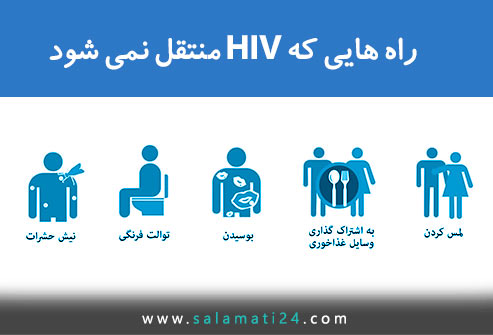 راه هایی که HIV منتقل نمی شود
لمس کردن
به اشتراک گذاری
وسایل غذاخوری
بوسیدن
توالت فرنگی
نیش حشرات
www.salamati24.com